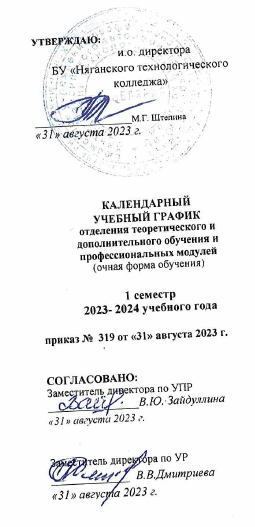 УТВЕРЖДАЮ:
и.о. директора
БУ «Няганского технологического
колледжа»
М.Г. Штепина
«31» августа 2023 г.
КАЛЕНДАРНЫЙ
УЧЕБНЫЙ ГРАФИК
отделения теоретического и
дополнительного обучения и
профессиональных модулей
(очная форма обучения)
1 семестр
2023- 2024 учебного года
приказ № 319 от «31» августа 2023 г.
СОГЛАСОВАНО:
Заместитель директора по УПР
В.Ю. Зайдуллина
«31» августа 2023 г.
Заместитель директора по УР
В.В.Дмитриева
«31» августа 2023 г.